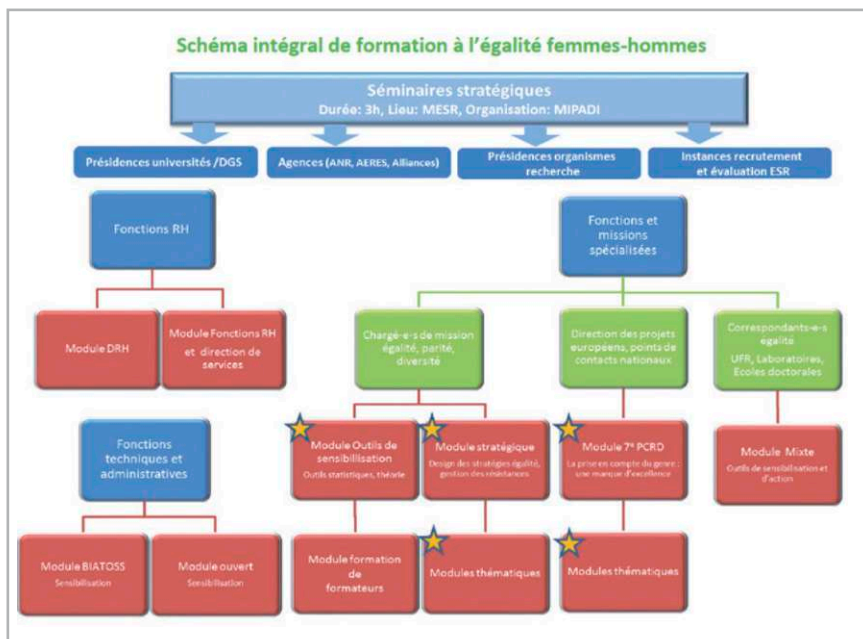 Schéma intégral de formation à l'égalité femmes-hommes
Séminaires stratégiques
Durée: 3h, Lieu: MESR, Organisation: MIPADI
Présidences universités /DGS
Agences (ANR, AERES, Alliances)
Présidences organismes
recherche
Instances recrutement
et évaluation ESR
Fonctions RH
Module DRH
Module Fonctions RH
et direction de
services
Fonctions
techniques et
administratives
Module BIATOSS
Sensibilisation
Module ouvert
Sensibilisation
Fonctions et
missions
spécialisées
Chargé-e-s de mission
égalité, parité,
diversité
Direction des projets
européens, points de
contacts nationaux
Correspondants-e-s
égalité
UFR, Laboratoires,
Ecoles doctorales
Module Outils de
sensibilisation
Outils statistiques, théorie
Module stratégique
Design des stratégies égalité,
gestion des résistances
Module 7e PCRD
La prise en compte du genre :
une marque d'excellence
Module Mixte
Outils de sensibilisation et
d'action
Module formation
de
formateurs
Modules thématiques
Modules thématiques